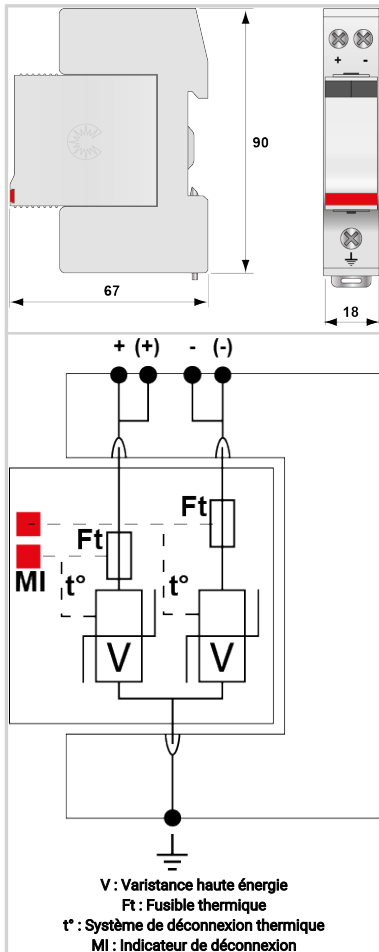 + -
90
67
18
+ (+) - (-)
Ft
Ft
MI
t°
t°
V
V
V : Varistance haute énergie
Ft : Fusible thermique
t° : Système de déconnexion thermique
MI : Indicateur de déconnexion